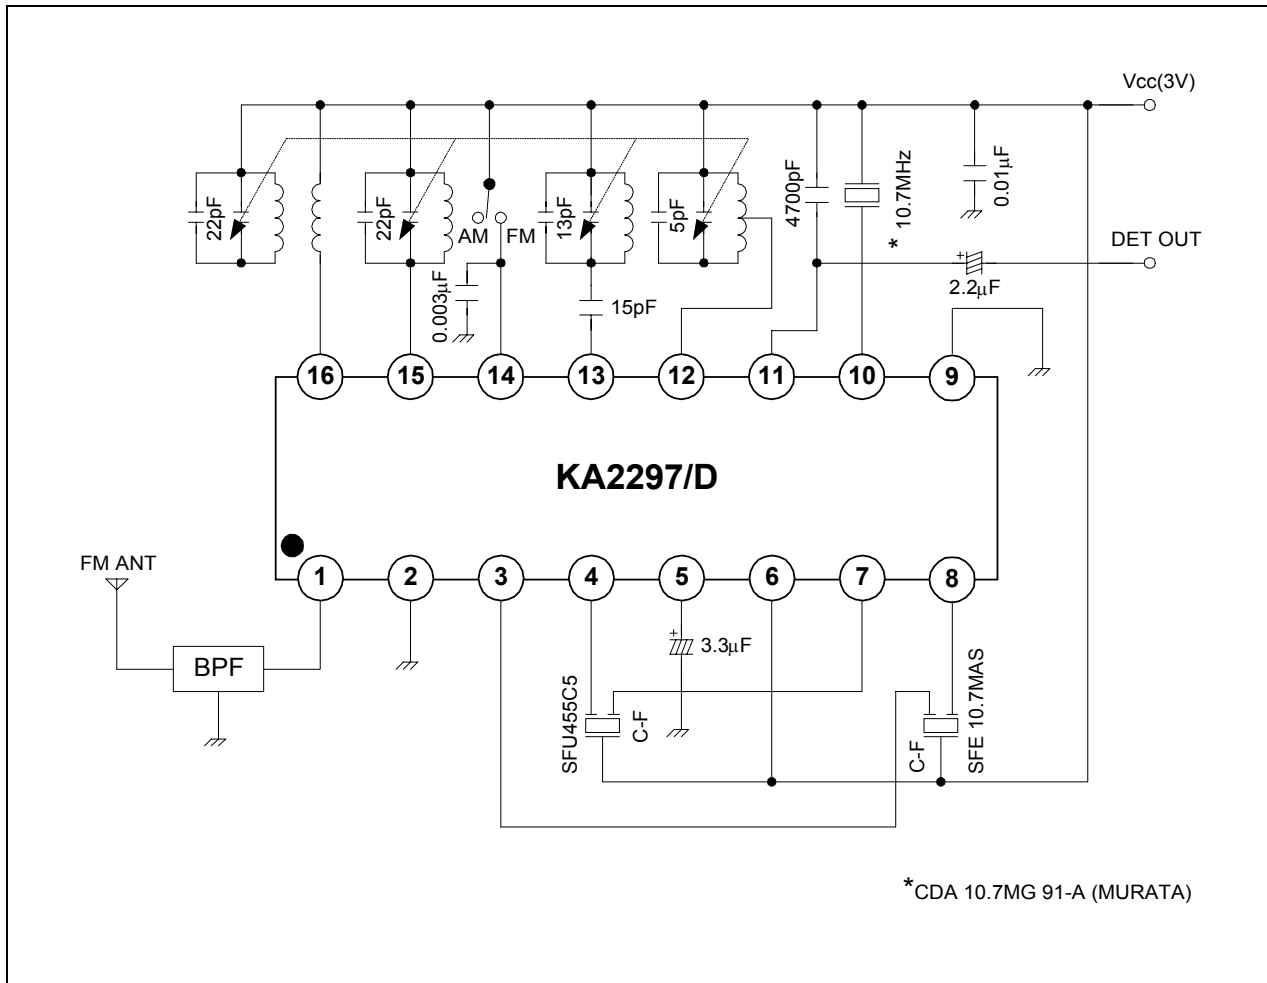 Vcc(3V)
22pF
22pF
AM
FM
13pF
5pF
4700pF
* 10.7MHz
0.01μF
DET OUT
0.003μF
15pF
+
2.2μF
16
15
14
13
12
11
10
9
KA2297/D
FM ANT
1
2
3
4
5
6
7
8
BPF
+
3.3μF
SFU455C5
C-F
C-F
SFE 10.7MAS
*CDA 10.7MG 91-A (MURATA)